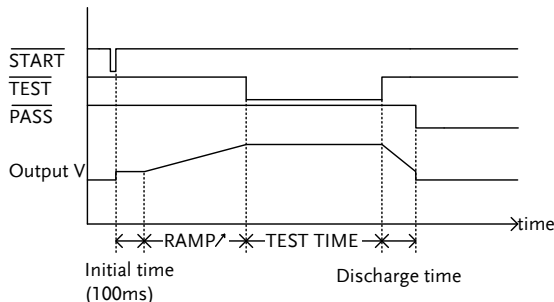 START
TEST
PASS
Output V
time
RAMP↗ TEST TIME
Initial time
(100ms)
Discharge time